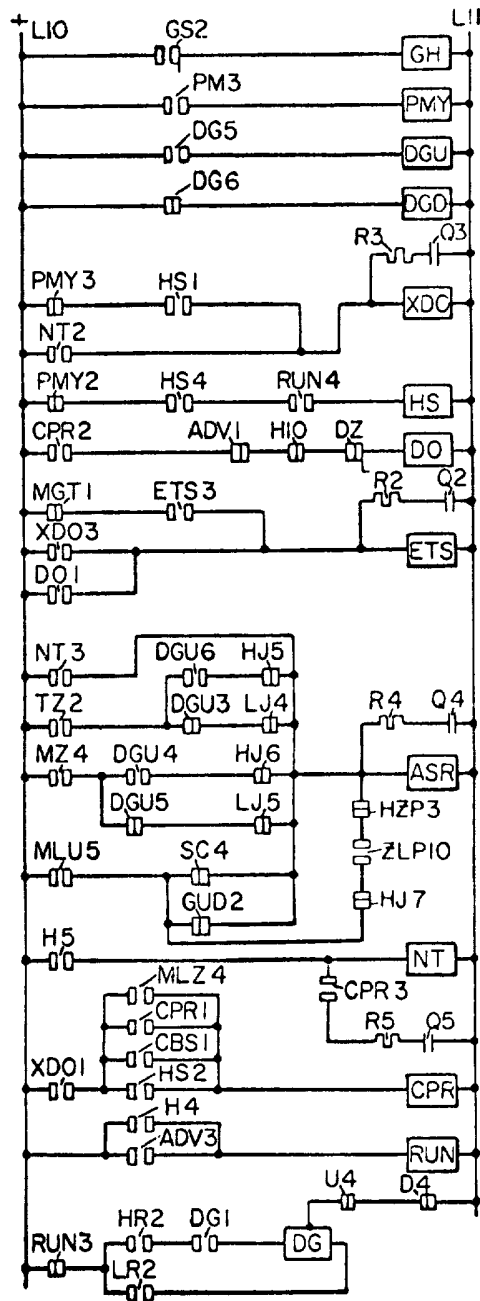 + L10 L11
GS2 GH
PM3 PMY
DG5 DGU
DG6 DGD
R3 Q3
PMY3 HS1 XDO
NT2
PMY2 HS4 RUN4 HS
CPR2 ADV1 H10 DZ DO
MGT1 ETS3 R2 Q2
XDO3 ETS
DO1
NT3 DGU6 HJ5
TZ2 DGU3 LJ4 R4 Q4
MZ4 DGU4 HJ6 ASR
DGU5 LJ5 HZP3
MLU5 SC4 ZLP10
GUD2 HJ7
H5 NT
MLZ4 CPR3
CPR1 R5 Q5
CBS1
XDO1 HS2 CPR
H4
ADV3 RUN
U4 D4
RUN3 HR2 DG1 DG
LR2